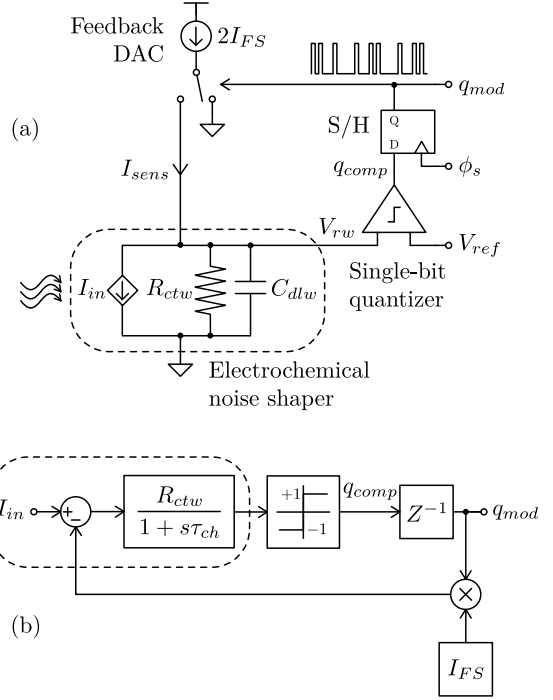 Feedback
DAC
2I_FS
(a)
S/H
Q
D
q_mod
q_comp
ϕ_s
I_sens
V_rw
V_ref
I_in
R_ctw
C_dlw
Single-bit
quantizer
Electrochemical
noise shaper
I_in
+
−
R_ctw
1 + sτ_ch
+1
−1
q_comp
Z^−1
q_mod
×
(b)
I_FS